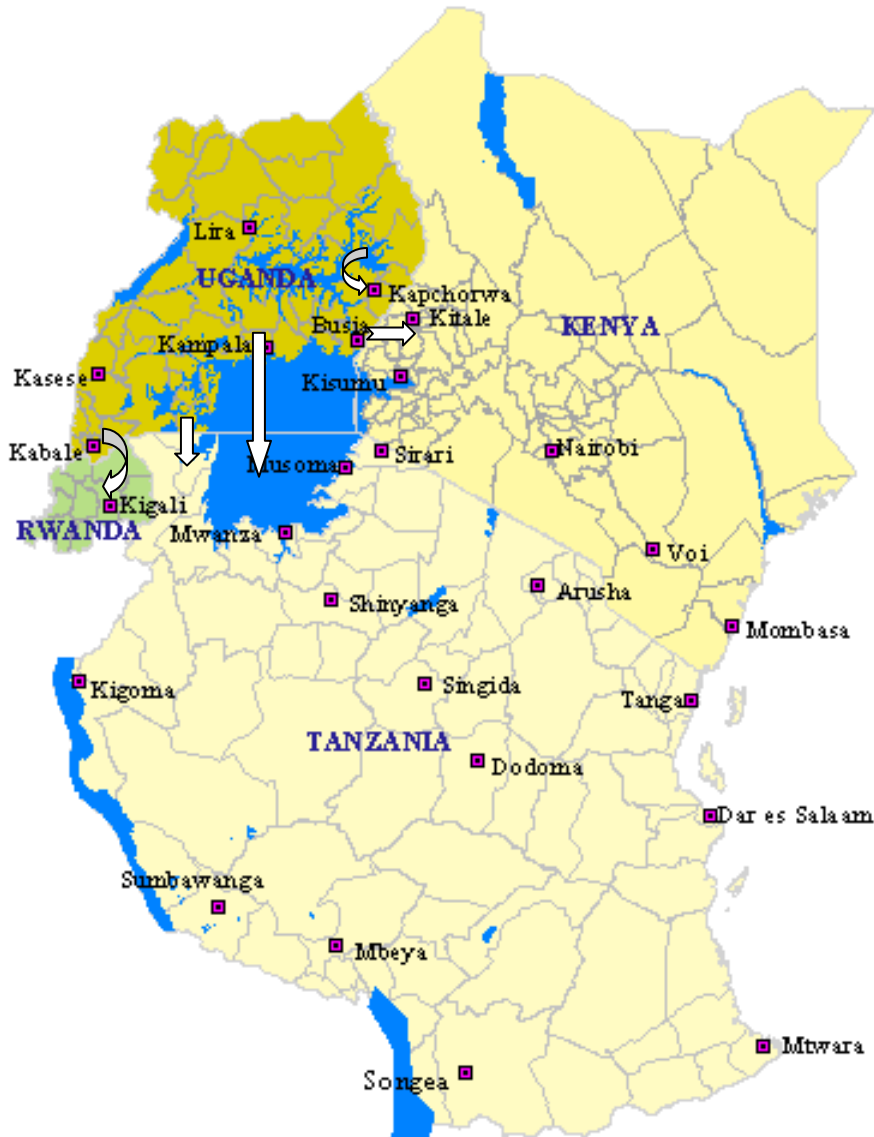 Lira
UGANDA
Kapchorwa
Kitale
Busia
KENYA
Kampala
Kasese
Kisumu
Kabale
Sirari
Nairobi
Musoma
Kigali
RWANDA
Mwanza
Voi
Arusha
Shinyanga
Mombasa
Kigoma
Singida
Tanga
TANZANIA
Dodoma
Dar es Salaam
Sumbawanga
Mbeya
Mtwara
Songea